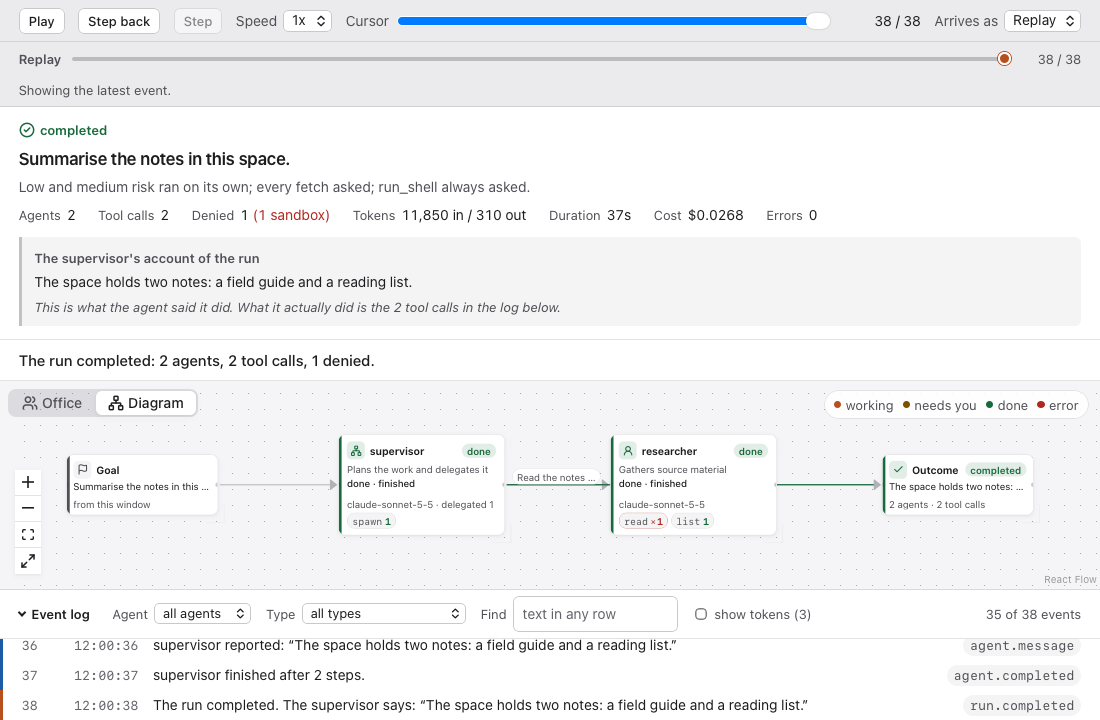 Play Step back Step Speed 1x Cursor 38 / 38 Arrives as Replay
Replay 38 / 38
Showing the latest event.
completed
Summarise the notes in this space.
Low and medium risk ran on its own; every fetch asked; run_shell always asked.
Agents 2 Tool calls 2 Denied 1 (1 sandbox) Tokens 11,850 in / 310 out Duration 37s Cost $0.0268 Errors 0
The supervisor's account of the run
The space holds two notes: a field guide and a reading list.
This is what the agent said it did. What it actually did is the 2 tool calls in the log below.
The run completed: 2 agents, 2 tool calls, 1 denied.
Office Diagram
working needs you done error
Goal
Summarise the notes in this ...
from this window
supervisor done
Plans the work and delegates it
done · finished
claude-sonnet-5-5 · delegated 1
spawn 1
Read the notes ...
researcher done
Gathers source material
done · finished
claude-sonnet-5-5
read ×1 list 1
Outcome completed
The space holds two notes: ...
2 agents · 2 tool calls
React Flow
Event log Agent all agents Type all types Find text in any row show tokens (3) 35 of 38 events
36 12:00:36 supervisor reported: “The space holds two notes: a field guide and a reading list.” agent.message
37 12:00:37 supervisor finished after 2 steps. agent.completed
38 12:00:38 The run completed. The supervisor says: “The space holds two notes: a field guide and a reading list.” run.completed